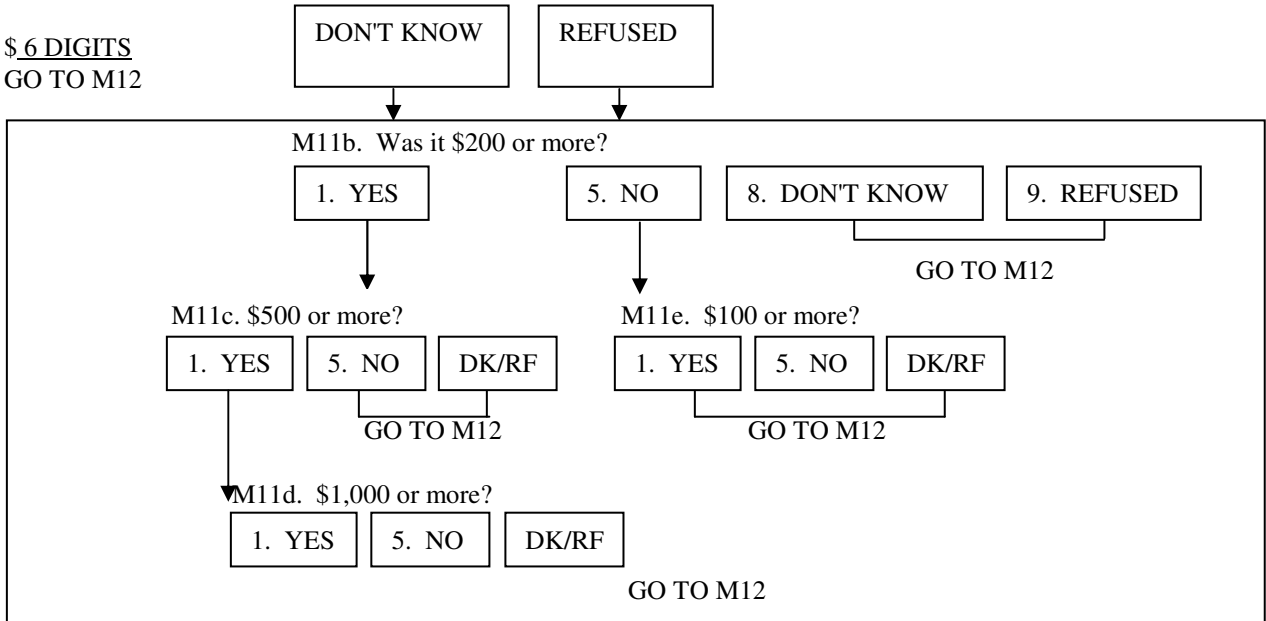 DON'T KNOW REFUSED
$ 6 DIGITS
GO TO M12
M11b. Was it $200 or more?
1. YES 5. NO 8. DON'T KNOW 9. REFUSED
GO TO M12
M11c. $500 or more? M11e. $100 or more?
1. YES 5. NO DK/RF 1. YES 5. NO DK/RF
GO TO M12 GO TO M12
M11d. $1,000 or more?
1. YES 5. NO DK/RF
GO TO M12